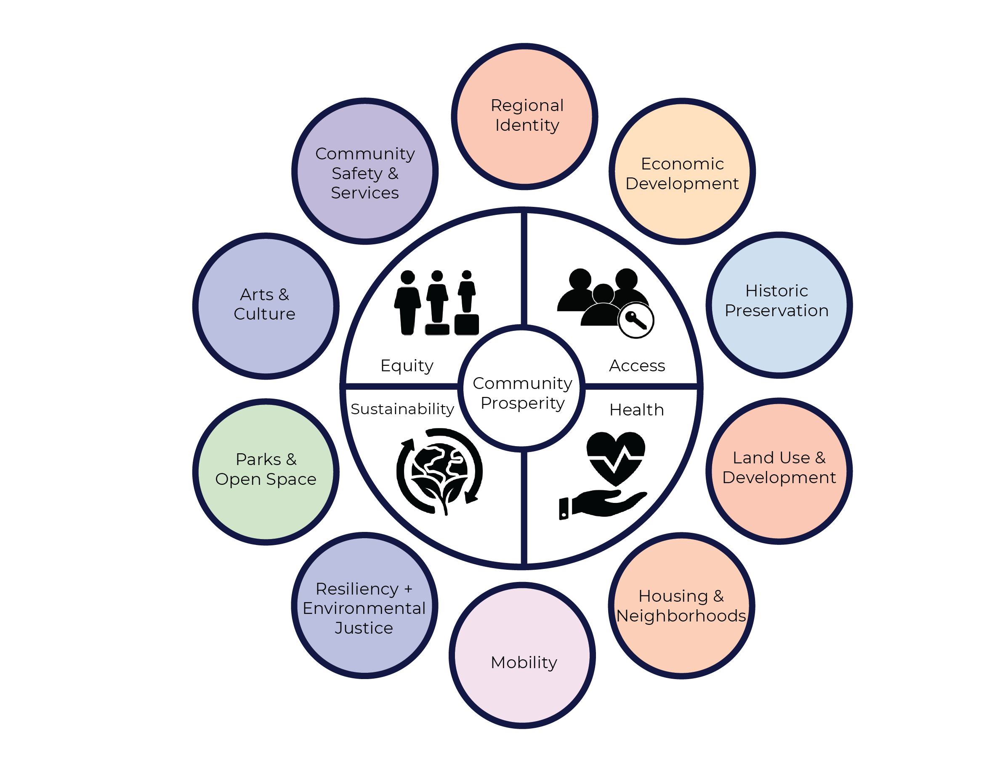 Regional
Identity
Economic
Development
Historic
Preservation
Land Use &
Development
Housing &
Neighborhoods
Mobility
Resiliency +
Environmental
Justice
Parks &
Open Space
Arts &
Culture
Community
Safety &
Services
Equity
Access
Community
Prosperity
Sustainability
Health